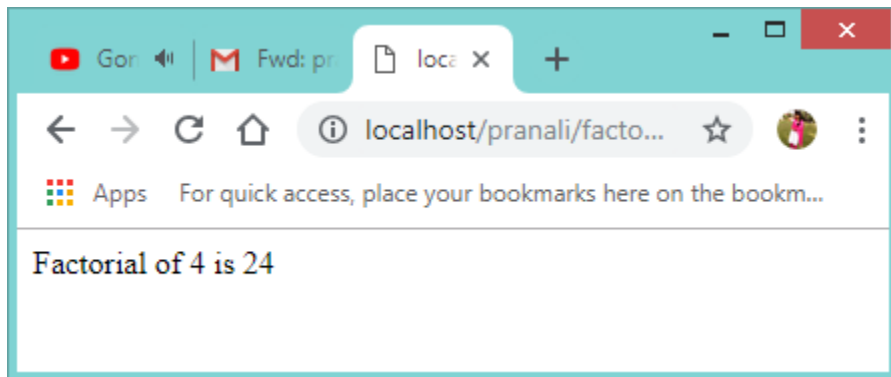 Gor Fwd: pr loca
localhost/pranali/facto...
Apps For quick access, place your bookmarks here on the bookm...
Factorial of 4 is 24